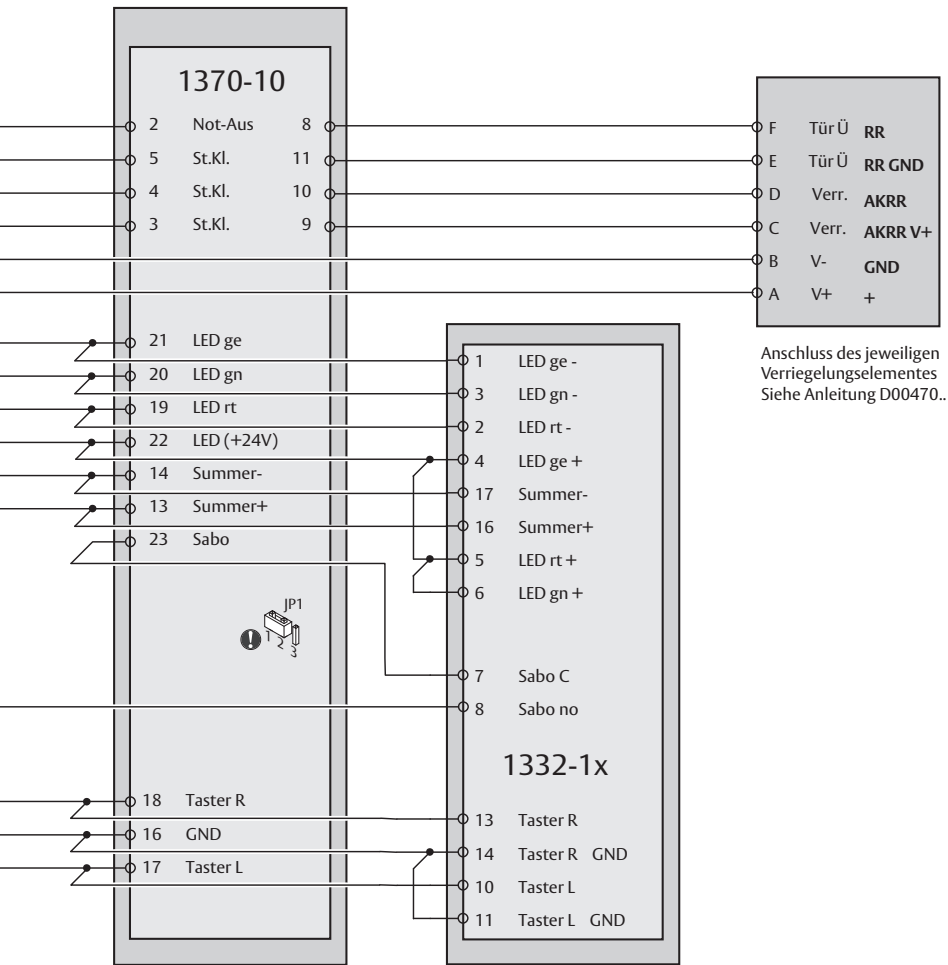 1370-10
2 Not-Aus 8
5 St.Kl. 11
4 St.Kl. 10
3 St.Kl. 9
21 LED ge
20 LED gn
19 LED rt
22 LED (+24V)
14 Summer-
13 Summer+
23 Sabo
JP1
1
2
3
18 Taster R
16 GND
17 Taster L
1 LED ge -
3 LED gn -
2 LED rt -
4 LED ge +
17 Summer-
16 Summer+
5 LED rt +
6 LED gn +
7 Sabo C
8 Sabo no
1332-1x
13 Taster R
14 Taster R GND
10 Taster L
11 Taster L GND
F Tür Ü RR
E Tür Ü RR GND
D Verr. AKRR
C Verr. AKRR V+
B V- GND
A V+ +
Anschluss des jeweiligen
Verriegelungselementes
Siehe Anleitung D00470..